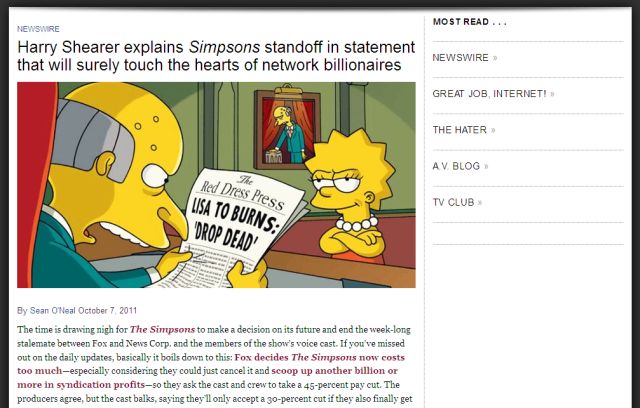 NEWSWIRE
Harry Shearer explains Simpsons standoff in statement
that will surely touch the hearts of network billionaires
The
Red Dress Press
LISA TO BURNS:
'DROP DEAD'
By Sean O'Neal October 7, 2011
The time is drawing nigh for The Simpsons to make a decision on its future and end the week-long
stalemate between Fox and News Corp. and the members of the show's voice cast. If you've missed
out on the daily updates, basically it boils down to this: Fox decides The Simpsons now costs
too much—especially considering they could just cancel it and scoop up another billion or
more in syndication profits—so they ask the cast and crew to take a 45-percent pay cut. The
producers agree, but the cast balks, saying they'll only accept a 30-percent cut if they also finally get
MOST READ . . .
NEWSWIRE »
GREAT JOB, INTERNET! »
THE HATER »
A.V. BLOG »
TV CLUB »